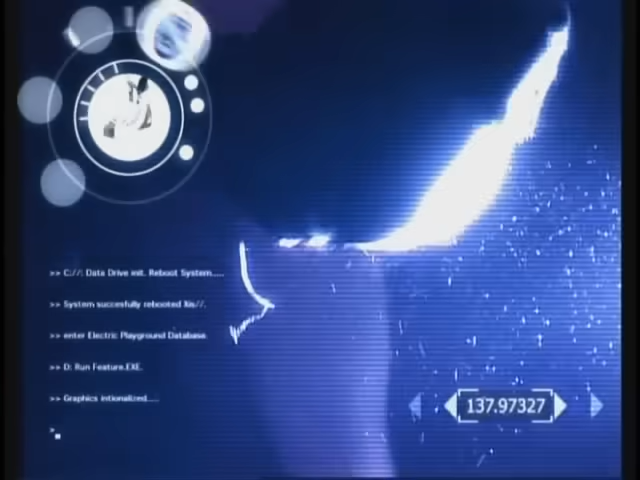 >> C://: Data Drive init. Reboot System.....
>> System succesfully rebooted Xis//.
>> enter Electric Playground Database.
>> D: Run Feature.EXE.
>> Graphics intionalized.....
>
137.97327